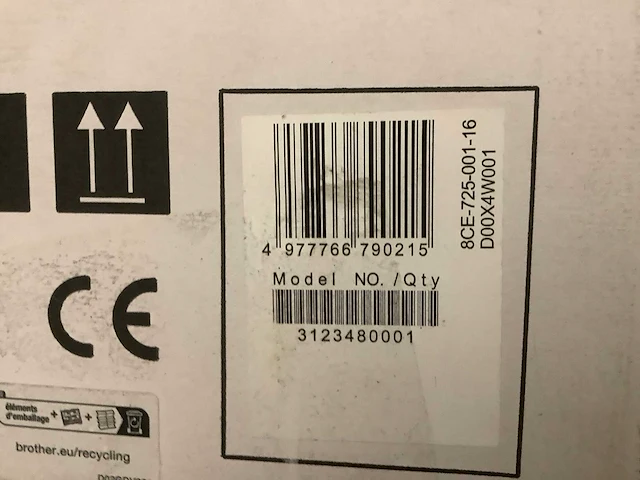 4 977766 790215
Model NO. /Qty
3123480001
8CE-725-001-16
D00X4W001
CE
éléments
d'emballage + +
brother.eu/recycling